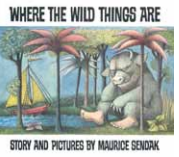 WHERE THE WILD THINGS ARE
STORY AND PICTURES BY MAURICE SENDAK